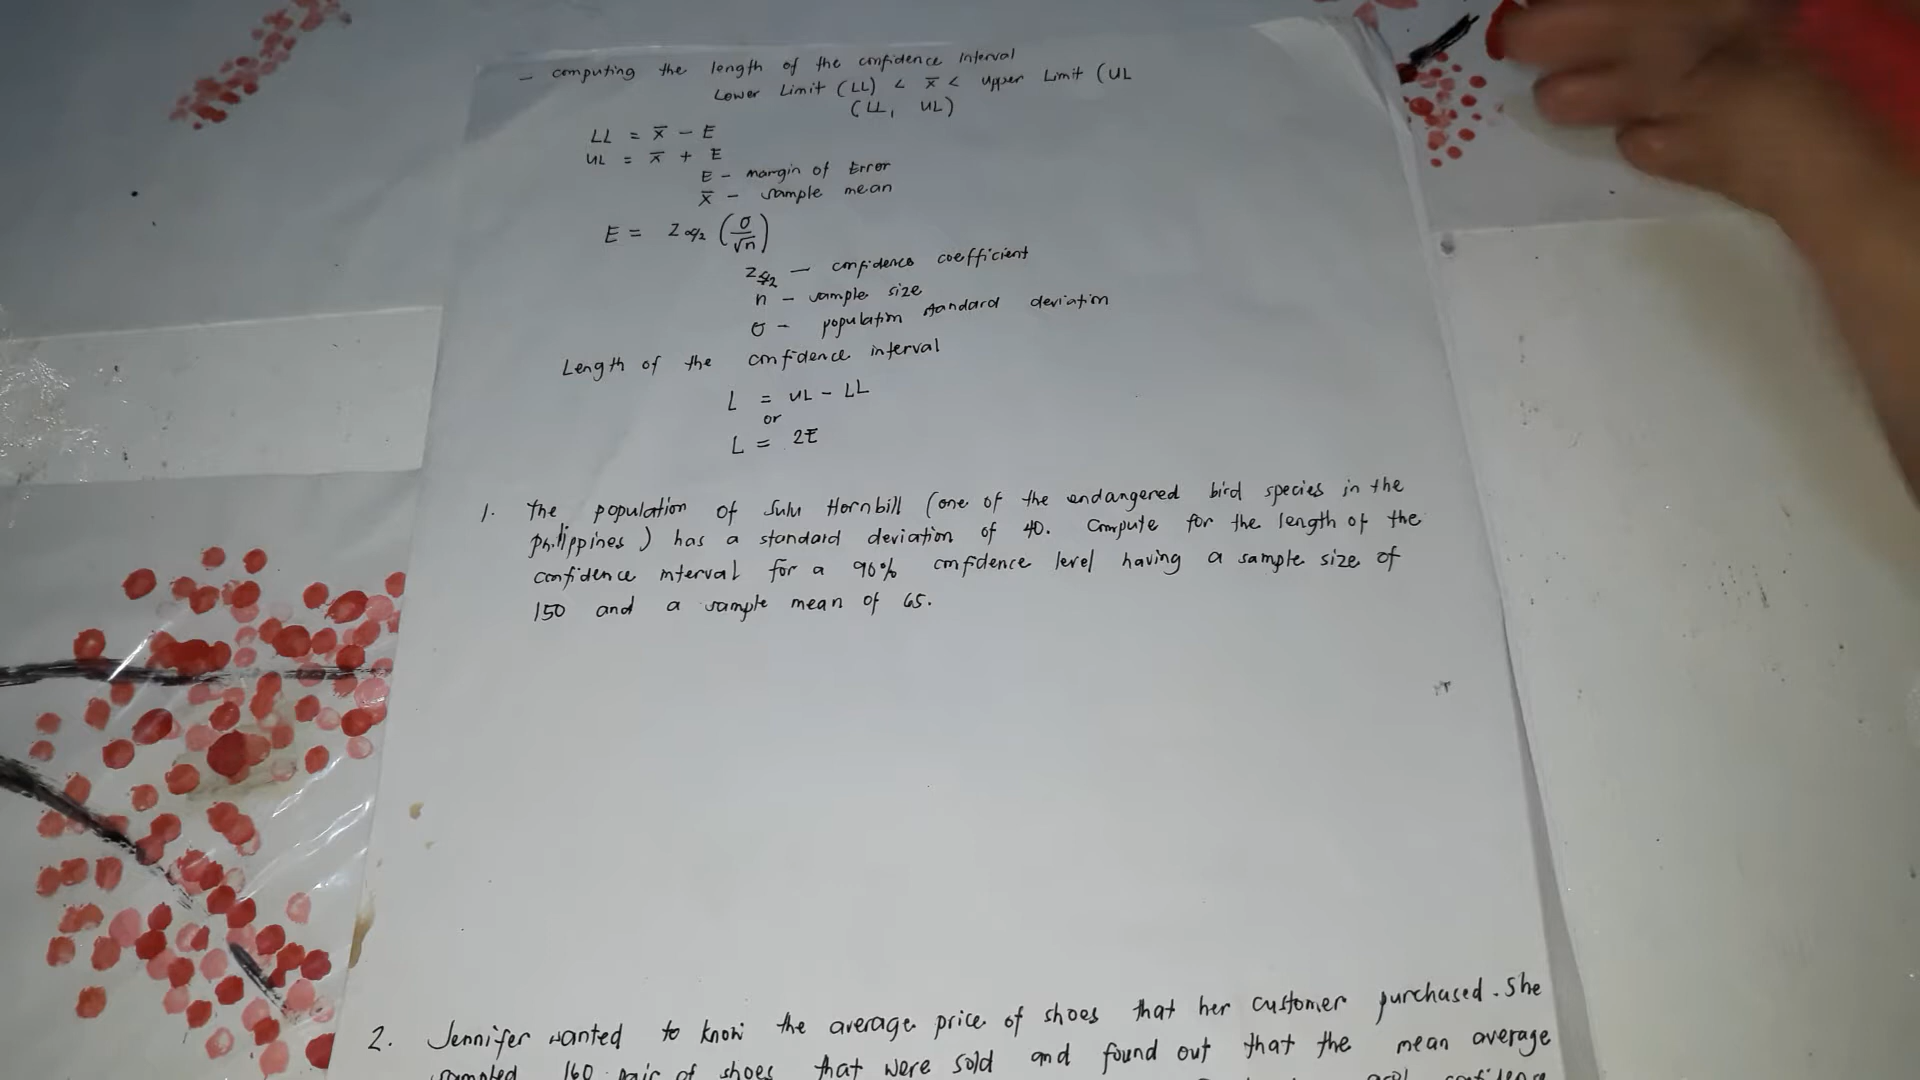 – computing the length of the confidence interval
Lower Limit (LL) < x̄ < upper Limit (UL
(LL, UL)
LL = x̄ – E
UL = x̄ + E
E – margin of Error
x̄ – sample mean
E = Zα/2 (σ/√n)
Zα/2 — confidence coefficient
n – sample size
σ – population standard deviation
Length of the confidence interval
L = UL – LL
or
L = 2E
1. The population of Sulu Hornbill (one of the endangered bird species in the
Philippines) has a standard deviation of 40. Compute for the length of the
confidence interval for a 90% confidence level having a sample size of
150 and a sample mean of 65.
2. Jennifer wanted to know the average price of shoes that her customer purchased. She
sampled 160 pair of shoes that were sold and found out that the mean average
confidence